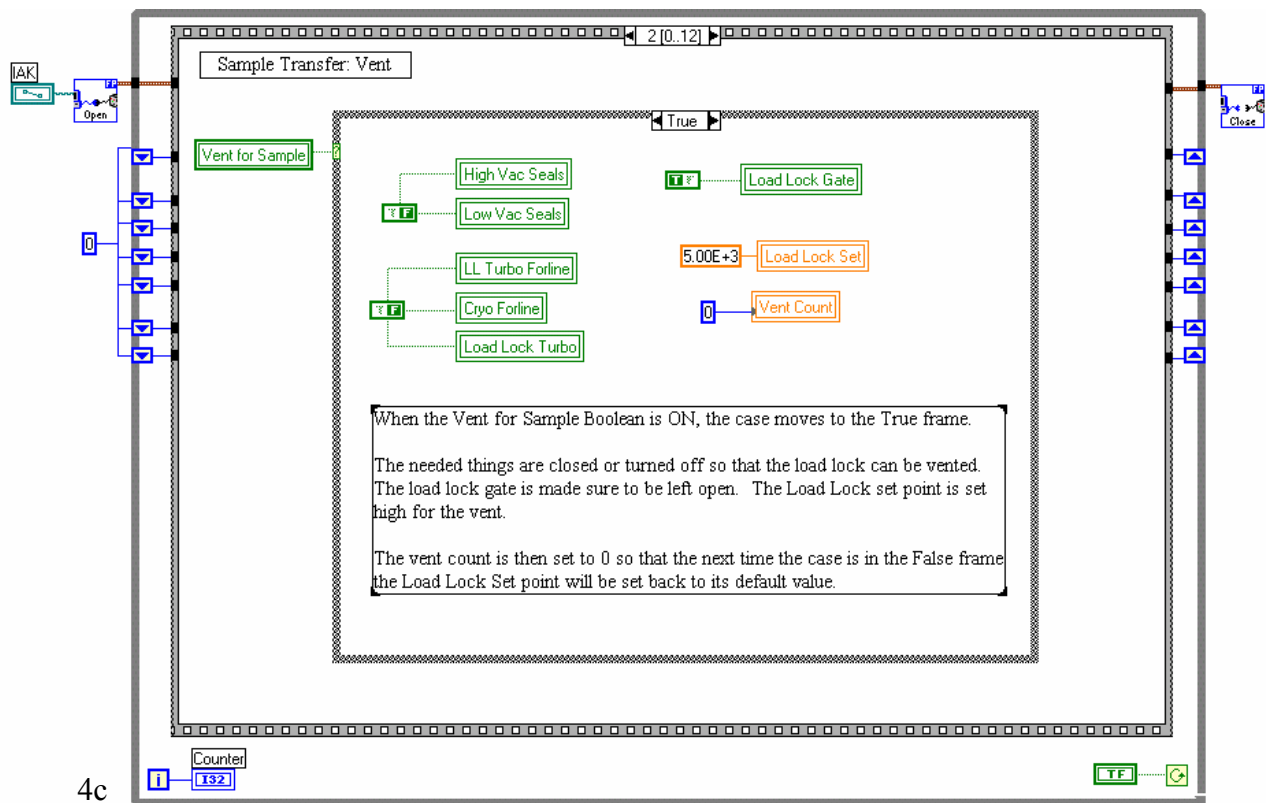 2 [0..12]
Sample Transfer: Vent
IAK
FP
Open
FP
Close
True
Vent for Sample
High Vac Seals
Load Lock Gate
T F
Low Vac Seals
T F
0
5.00E+3
Load Lock Set
LL Turbo Forline
T F
Cryo Forline
0
Vent Count
Load Lock Turbo
When the Vent for Sample Boolean is ON, the case moves to the True frame.
The needed things are closed or turned off so that the load lock can be vented.
The load lock gate is made sure to be left open. The Load Lock set point is set
high for the vent.
The vent count is then set to 0 so that the next time the case is in the False frame
the Load Lock Set point will be set back to its default value.
Counter
i
I32
TF
4c